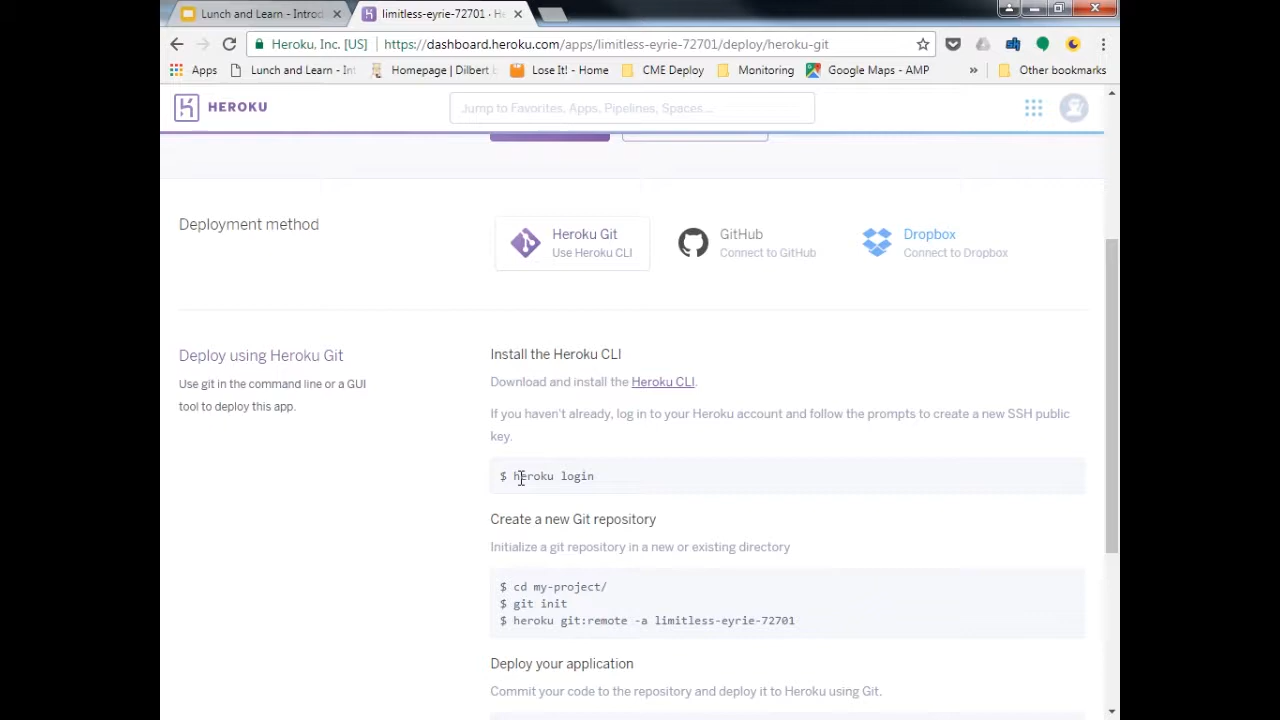 Lunch and Learn - Introd
limitless-eyrie-72701 · H
Heroku, Inc. [US]
https://dashboard.heroku.com/apps/limitless-eyrie-72701/deploy/heroku-git
Apps
Lunch and Learn - Int
Homepage | Dilbert b
Lose It! - Home
CME Deploy
Monitoring
Google Maps - AMP
»
Other bookmarks
HEROKU
Jump to Favorites, Apps, Pipelines, Spaces ...
Deployment method
Heroku Git
Use Heroku CLI
GitHub
Connect to GitHub
Dropbox
Connect to Dropbox
Deploy using Heroku Git
Use git in the command line or a GUI
tool to deploy this app.
Install the Heroku CLI
Download and install the Heroku CLI.
If you haven't already, log in to your Heroku account and follow the prompts to create a new SSH public
key.
$ heroku login
Create a new Git repository
Initialize a git repository in a new or existing directory
$ cd my-project/
$ git init
$ heroku git:remote -a limitless-eyrie-72701
Deploy your application
Commit your code to the repository and deploy it to Heroku using Git.